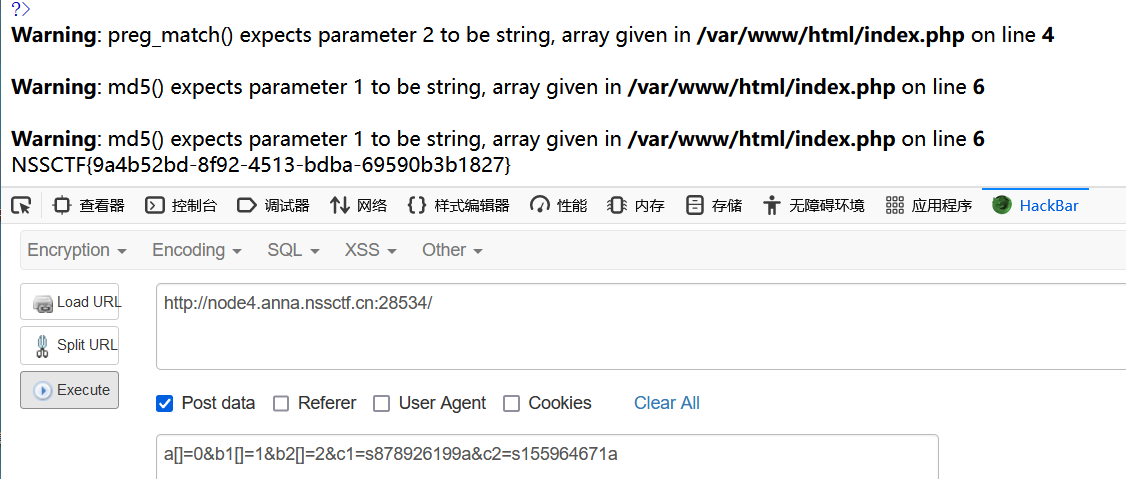 ?>
Warning: preg_match() expects parameter 2 to be string, array given in /var/www/html/index.php on line 4
Warning: md5() expects parameter 1 to be string, array given in /var/www/html/index.php on line 6
Warning: md5() expects parameter 1 to be string, array given in /var/www/html/index.php on line 6
NSSCTF{9a4b52bd-8f92-4513-bdba-69590b3b1827}
查看器 控制台 调试器 网络 样式编辑器 性能 内存 存储 无障碍环境 应用程序 HackBar
Encryption Encoding SQL XSS Other
Load URL http://node4.anna.nssctf.cn:28534/
Split URL
Execute
Post data Referer User Agent Cookies Clear All
a[]=0&b1[]=1&b2[]=2&c1=s878926199a&c2=s155964671a